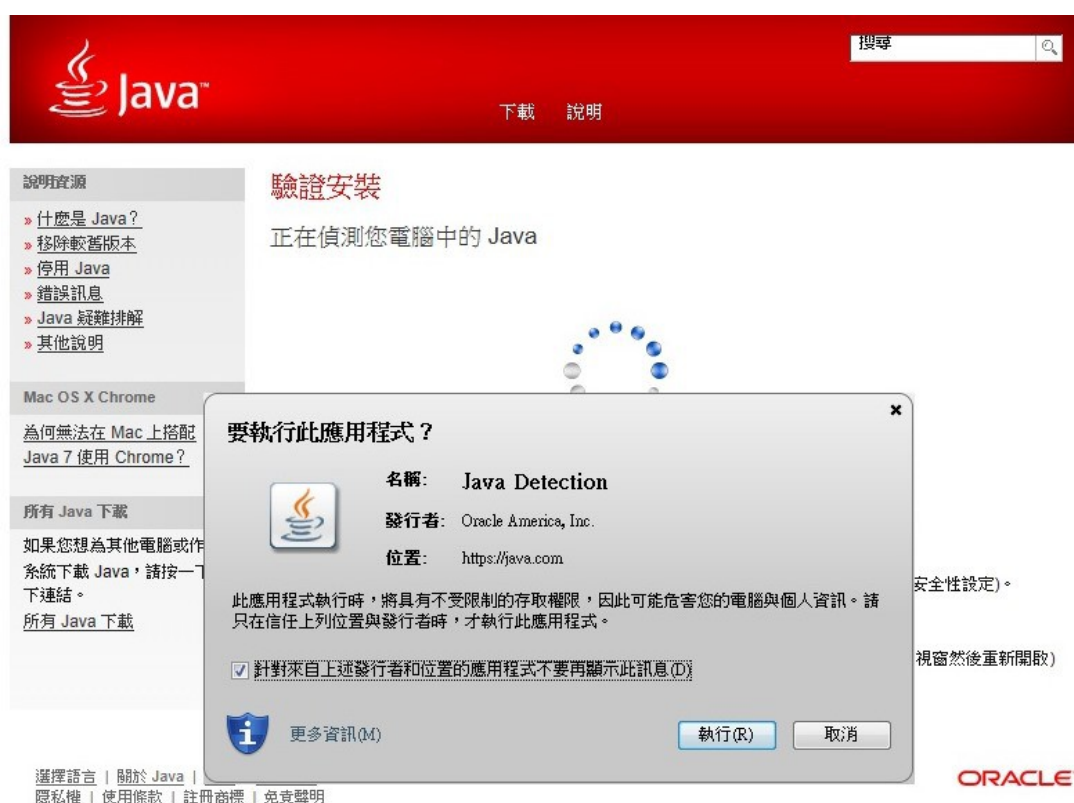 Java™
搜尋
下載 說明
說明資源
» 什麼是 Java？
» 移除較舊版本
» 停用 Java
» 錯誤訊息
» Java 疑難排解
» 其他說明
Mac OS X Chrome
為何無法在 Mac 上搭配
Java 7 使用 Chrome？
所有 Java 下載
如果您想為其他電腦或作
系統下載 Java，請按一下
下連結。
所有 Java 下載
驗證安裝
正在偵測您電腦中的 Java
要執行此應用程式？
名稱: Java Detection
發行者: Oracle America, Inc.
位置: https://java.com
此應用程式執行時，將具有不受限制的存取權限，因此可能危害您的電腦與個人資訊。請
只在信任上列位置與發行者時，才執行此應用程式。
針對來自上述發行者和位置的應用程式不要再顯示此訊息(D)
更多資訊(M)
執行(R) 取消
安全性設定)。
視窗然後重新開啟)
選擇語言 | 關於 Java |
隱私權 | 使用條款 | 註冊商標 | 免責聲明
ORACLE